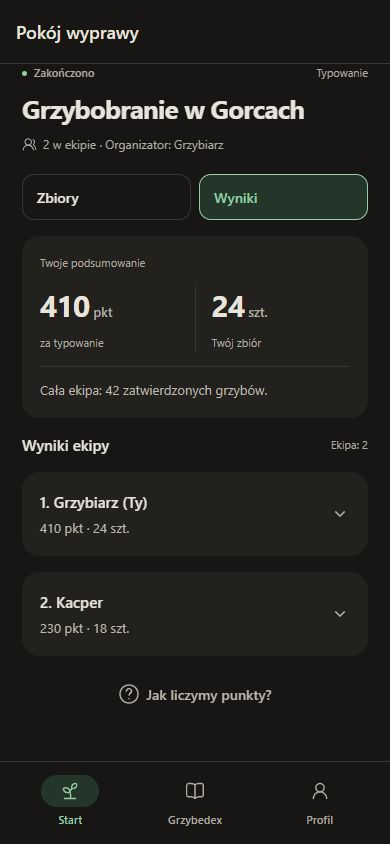 Pokój wyprawy
Zakończono
Typowanie
Grzybobranie w Gorcach
2 w ekipie · Organizator: Grzybiarz
Zbiory
Wyniki
Twoje podsumowanie
410 pkt
24 szt.
za typowanie
Twój zbiór
Cała ekipa: 42 zatwierdzonych grzybów.
Wyniki ekipy
Ekipa: 2
1. Grzybiarz (Ty)
410 pkt · 24 szt.
2. Kacper
230 pkt · 18 szt.
? Jak liczymy punkty?
Start
Grzybedex
Profil